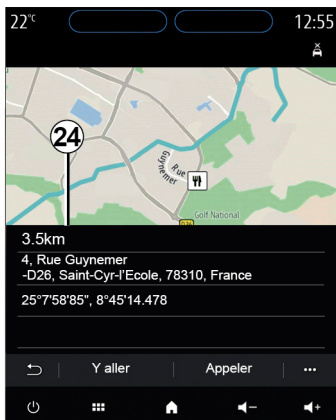 22°C
12:55
24
Rue
Guynemer
Golf National
D36
3.5km
4, Rue Guynemer
-D26, Saint-Cyr-l'Ecole, 78310, France
25°7'58'85", 8°45'14.478
Y aller
Appeler